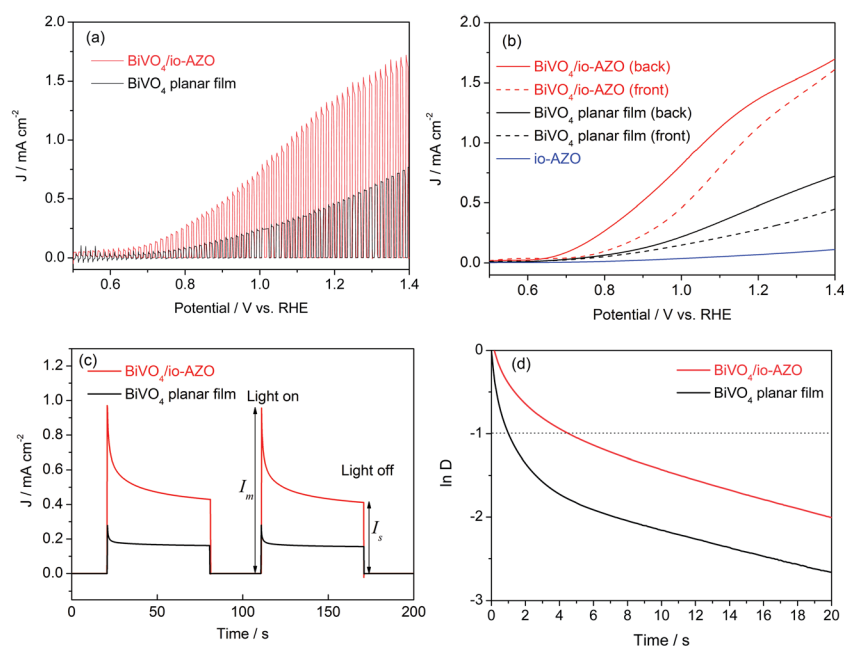 (a)
BiVO4/io-AZO
BiVO4 planar film
J / mA cm-2
2.0
1.5
1.0
0.5
0.0
0.6 0.8 1.0 1.2 1.4
Potential / V vs. RHE
(b)
BiVO4/io-AZO (back)
BiVO4/io-AZO (front)
BiVO4 planar film (back)
BiVO4 planar film (front)
io-AZO
J / mA cm-2
2.0
1.5
1.0
0.5
0.0
0.6 0.8 1.0 1.2 1.4
Potential / V vs. RHE
(c)
BiVO4/io-AZO
BiVO4 planar film
Light on
Light off
Im
Is
J / mA cm-2
1.2
1.0
0.8
0.6
0.4
0.2
0.0
0 50 100 150 200
Time / s
(d)
BiVO4/io-AZO
BiVO4 planar film
ln D
0
-1
-2
-3
0 2 4 6 8 10 12 14 16 18 20
Time / s